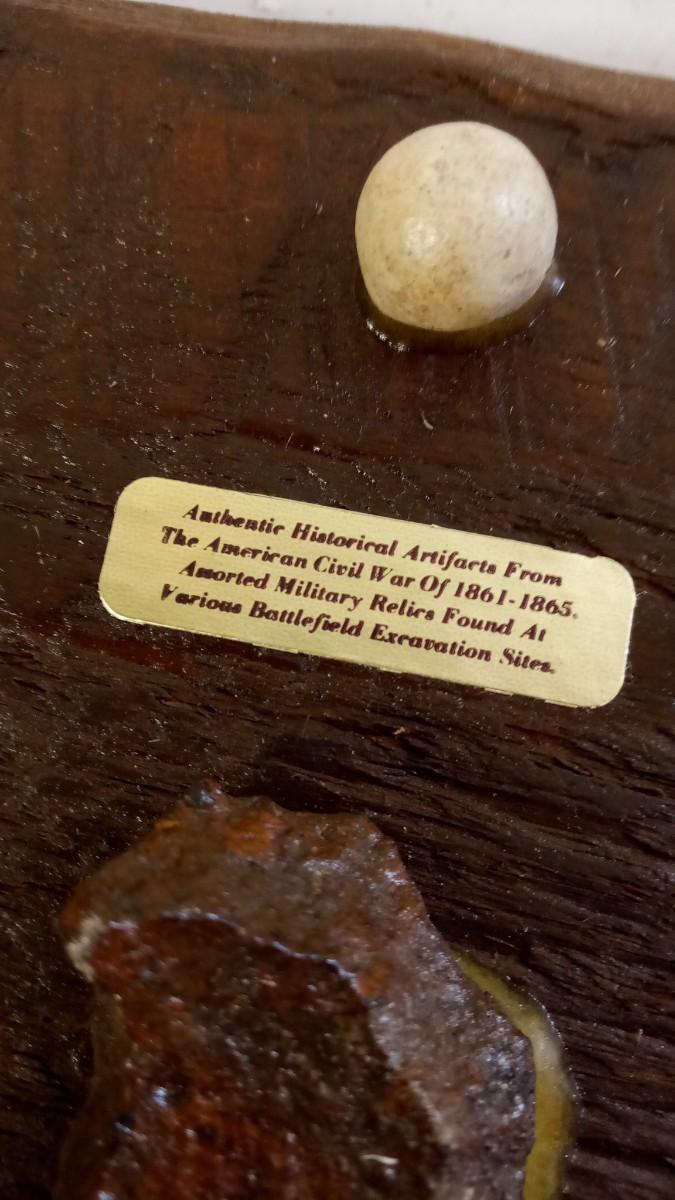 Authentic Historical Artifacts From
The American Civil War Of 1861-1865.
Assorted Military Relics Found At
Various Battlefield Excavation Sites.